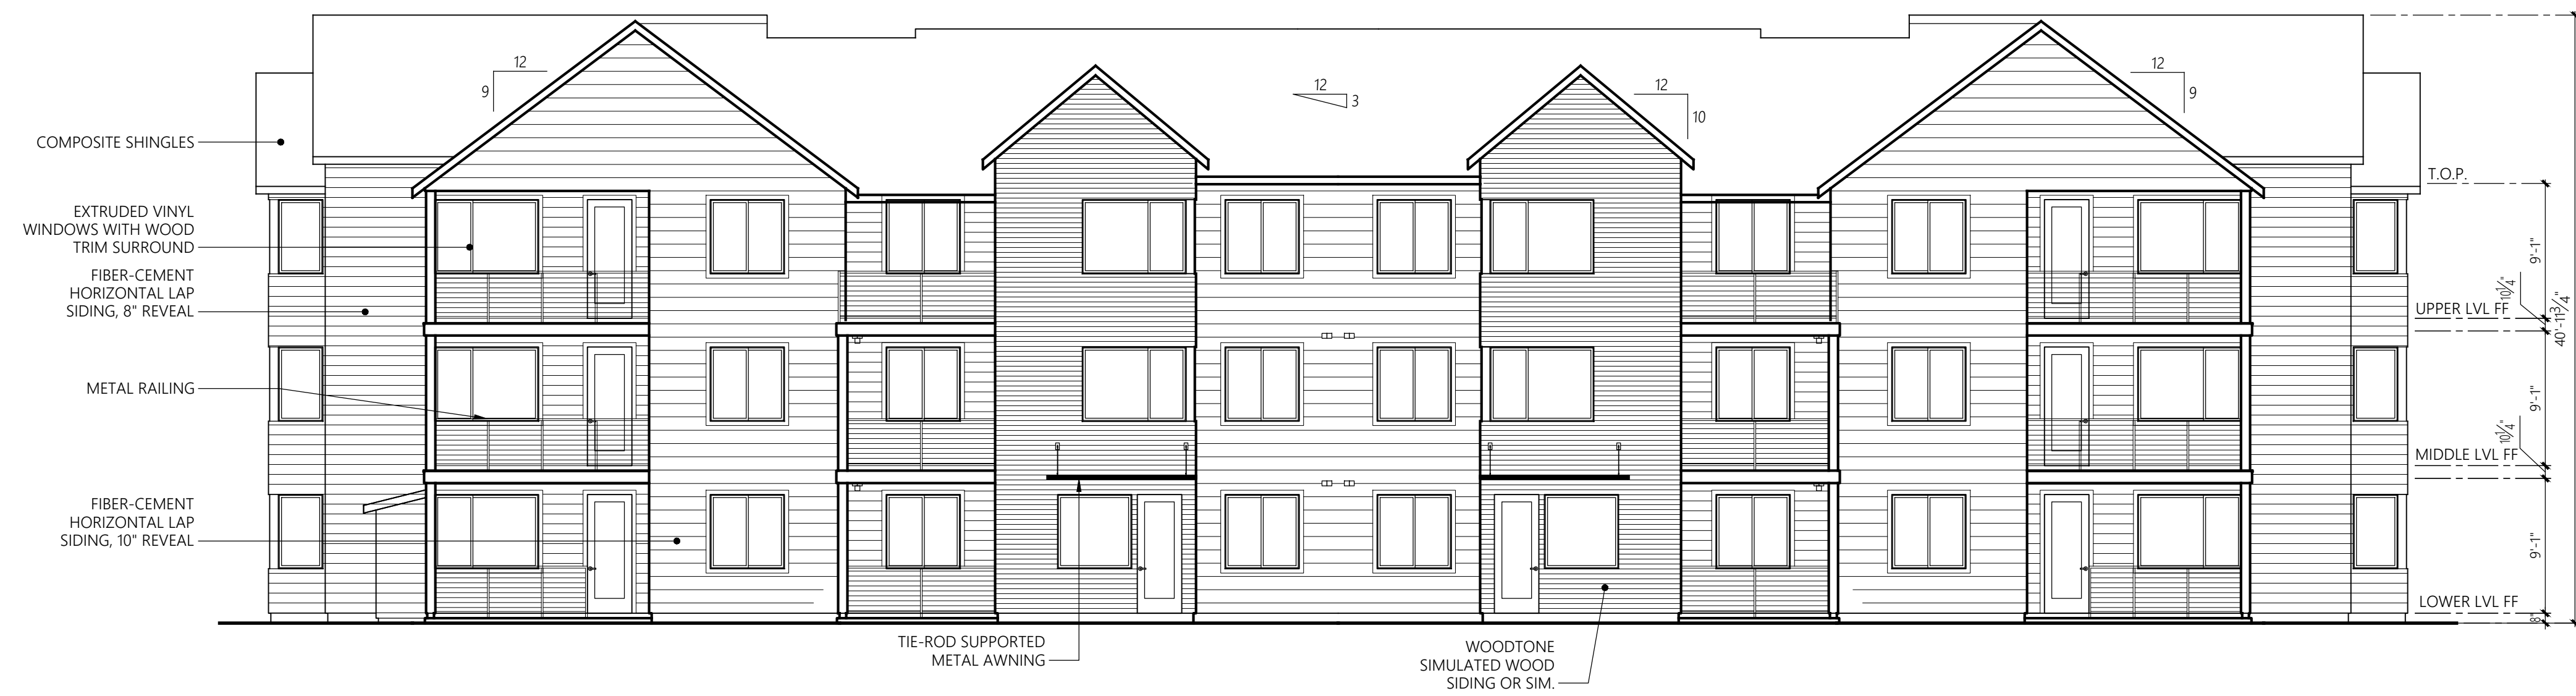 COMPOSITE SHINGLES
EXTRUDED VINYL
WINDOWS WITH WOOD
TRIM SURROUND
FIBER-CEMENT
HORIZONTAL LAP
SIDING, 8" REVEAL
METAL RAILING
FIBER-CEMENT
HORIZONTAL LAP
SIDING, 10" REVEAL
12
9
12
3
12
10
12
9
TIE-ROD SUPPORTED
METAL AWNING
WOODTONE
SIMULATED WOOD
SIDING OR SIM.
T.O.P.
9'-1"
10¼"
UPPER LVL FF
40'-11¾"
9'-1"
10¼"
MIDDLE LVL FF
9'-1"
LOWER LVL FF
8"